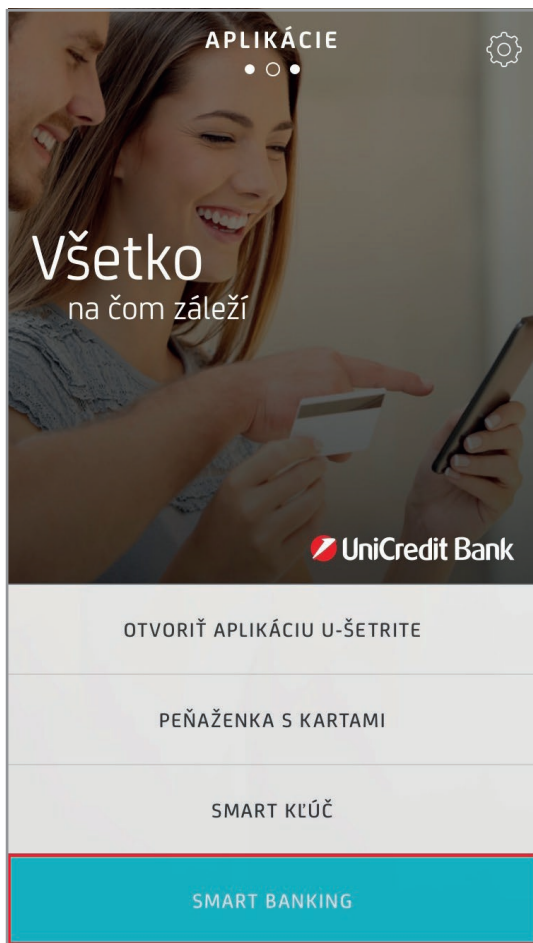 APLIKÁCIE
Všetko
na čom záleží
UniCredit Bank
OTVORIŤ APLIKÁCIU U-ŠETRITE
PEŇAŽENKA S KARTAMI
SMART KĽÚČ
SMART BANKING